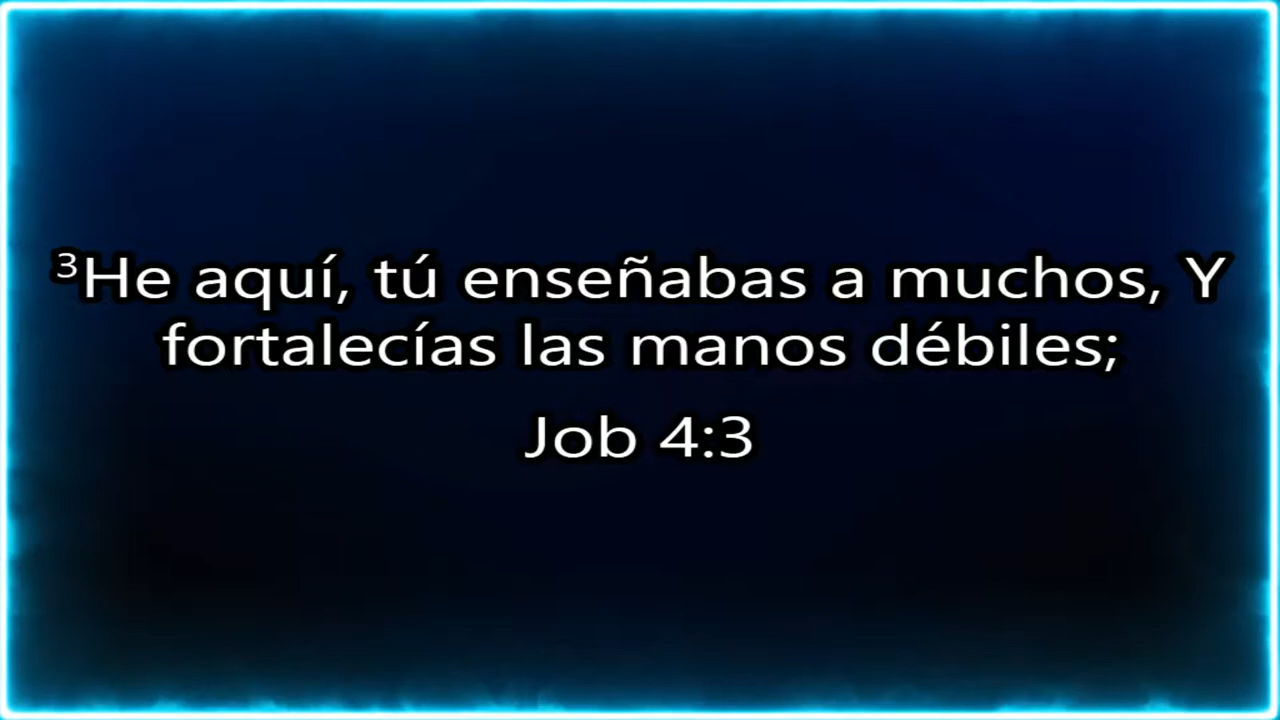 ³He aquí, tú enseñabas a muchos, Y
fortalecías las manos débiles;
Job 4:3